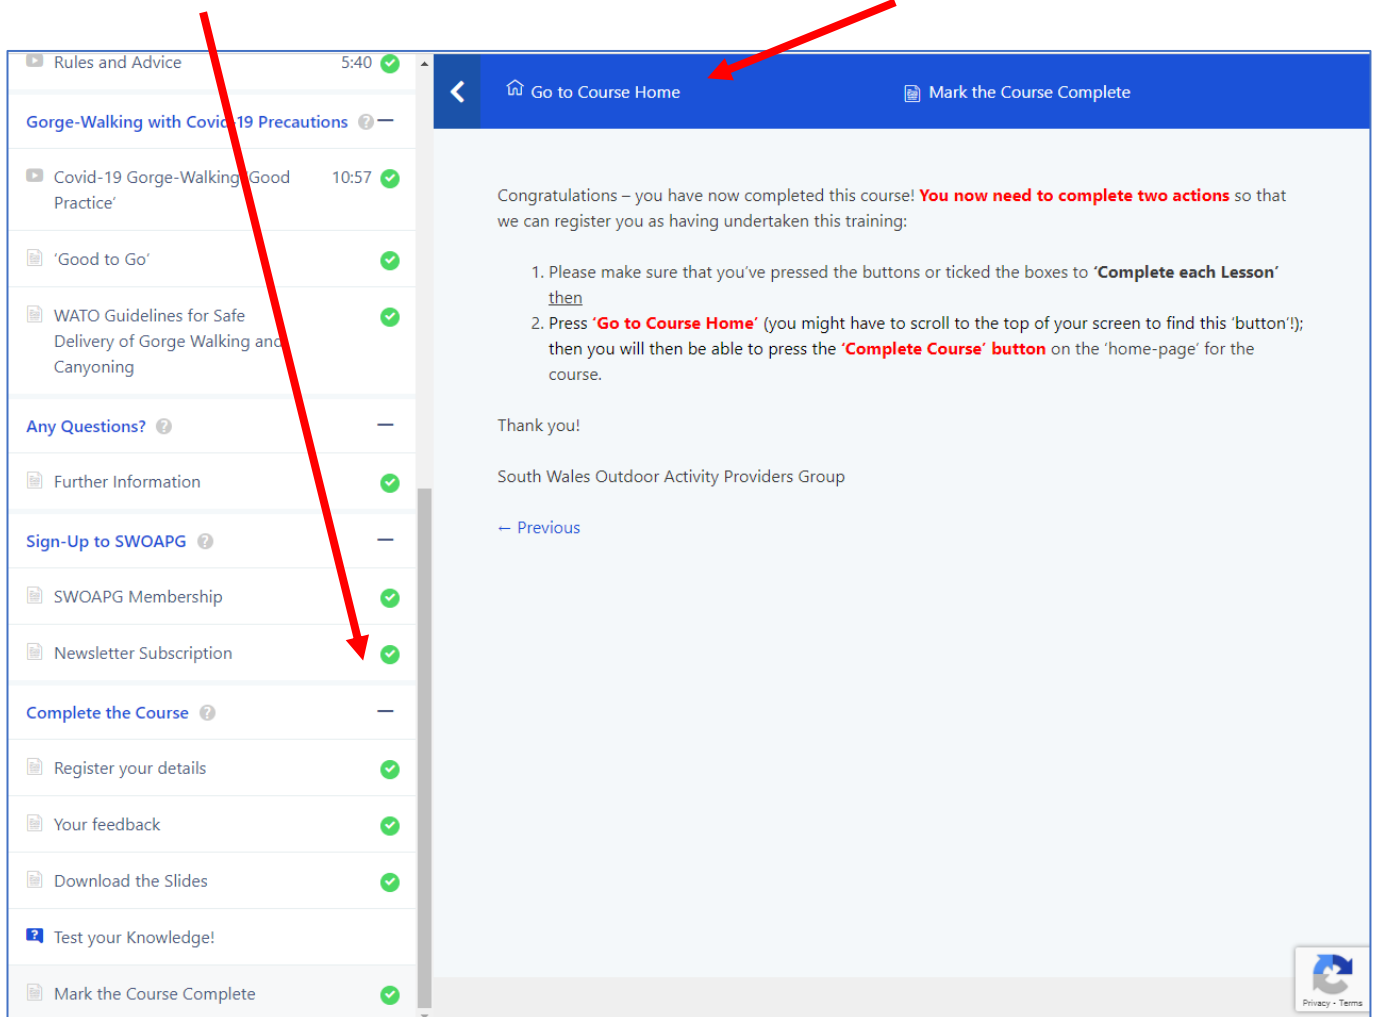 Rules and Advice 5:40
Gorge-Walking with Covid-19 Precautions
Covid-19 Gorge-Walking 'Good 10:57
Practice'
'Good to Go'
WATO Guidelines for Safe
Delivery of Gorge Walking and
Canyoning
Any Questions?
Further Information
Sign-Up to SWOAPG
SWOAPG Membership
Newsletter Subscription
Complete the Course
Register your details
Your feedback
Download the Slides
Test your Knowledge!
Mark the Course Complete
Go to Course Home
Mark the Course Complete
Congratulations – you have now completed this course! You now need to complete two actions so that
we can register you as having undertaken this training:
1. Please make sure that you've pressed the buttons or ticked the boxes to 'Complete each Lesson'
then
2. Press 'Go to Course Home' (you might have to scroll to the top of your screen to find this 'button'!);
then you will then be able to press the 'Complete Course' button on the 'home-page' for the
course.
Thank you!
South Wales Outdoor Activity Providers Group
← Previous
Privacy - Terms